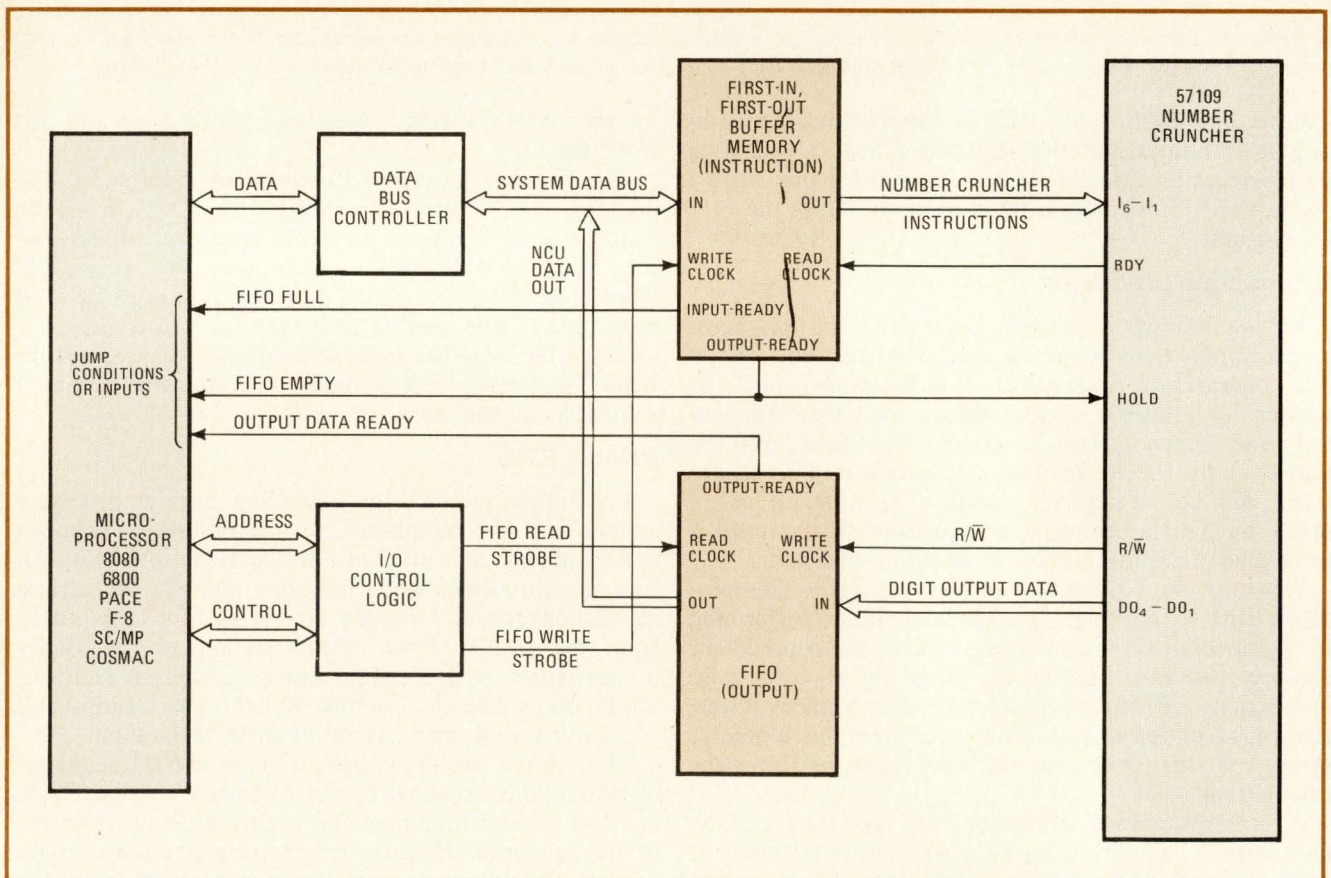 FIRST-IN,
FIRST-OUT
BUFFER
MEMORY
(INSTRUCTION)
57109
NUMBER
CRUNCHER
DATA
DATA
BUS
CONTROLLER
SYSTEM DATA BUS
IN
OUT
NUMBER CRUNCHER
INSTRUCTIONS
I6–I1
NCU
DATA
OUT
WRITE
CLOCK
READ
CLOCK
RDY
FIFO FULL
INPUT-READY
OUTPUT-READY
JUMP
CONDITIONS
OR INPUTS
FIFO EMPTY
HOLD
OUTPUT DATA READY
OUTPUT-READY
MICRO-
PROCESSOR
8080
6800
PACE
F-8
SC/MP
COSMAC
ADDRESS
CONTROL
I/O
CONTROL
LOGIC
FIFO READ
STROBE
READ
CLOCK
WRITE
CLOCK
R/W̅
R/W̅
OUT
IN
DIGIT OUTPUT DATA
DO4–DO1
FIFO WRITE
STROBE
FIFO
(OUTPUT)